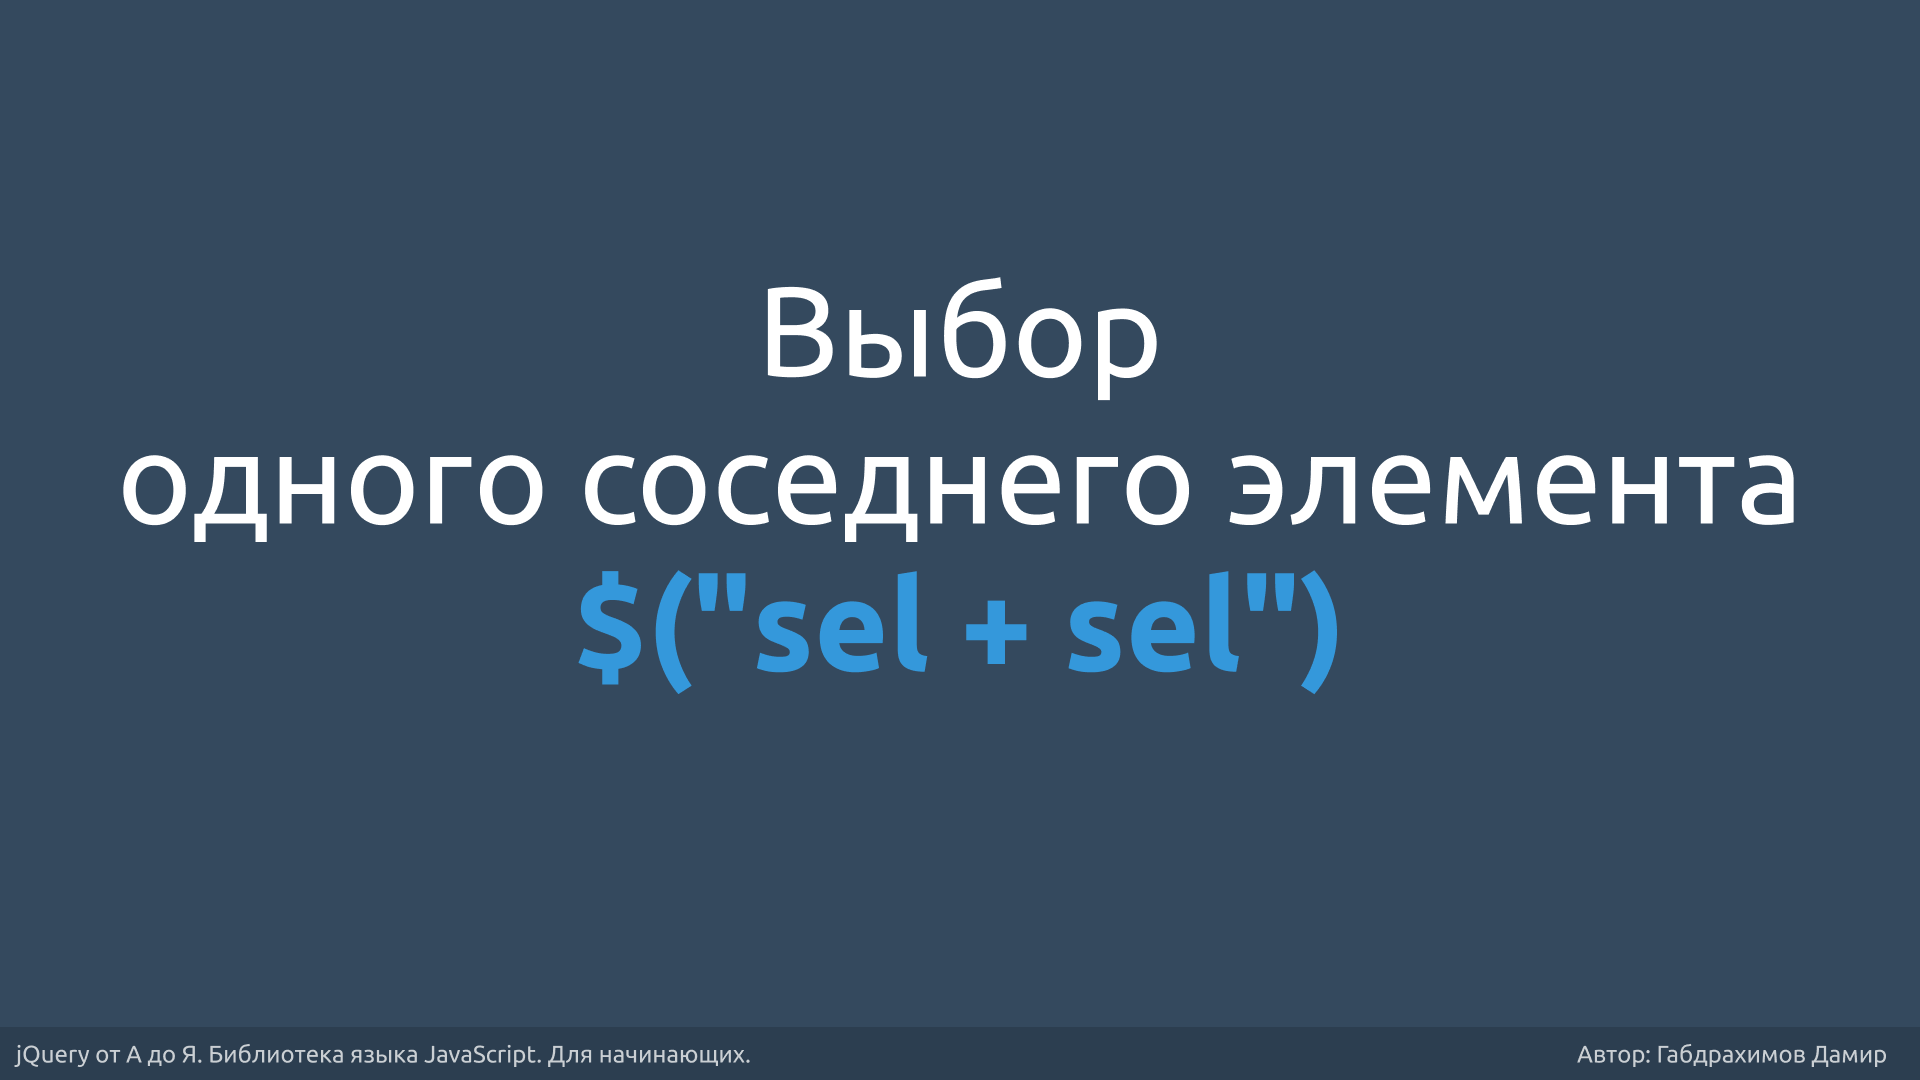 Выбор
одного соседнего элемента
$("sel + sel")
jQuery от А до Я. Библиотека языка JavaScript. Для начинающих.
Автор: Габдрахимов Дамир